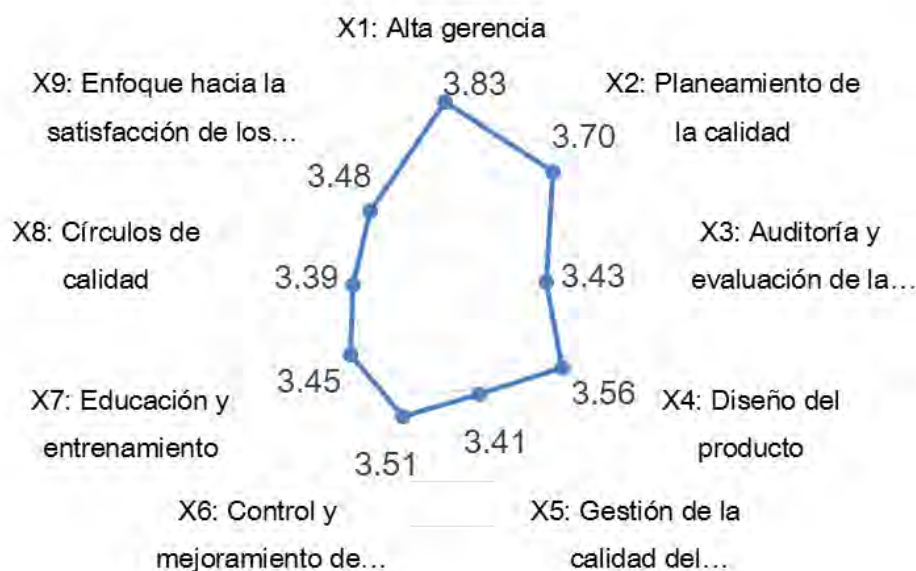 X1: Alta gerencia
3.83
X2: Planeamiento de
la calidad
3.70
X3: Auditoría y
evaluación de la…
3.43
X4: Diseño del
producto
3.56
X5: Gestión de la
calidad del…
3.41
X6: Control y
mejoramiento de…
3.51
X7: Educación y
entrenamiento
3.45
X8: Círculos de
calidad
3.39
X9: Enfoque hacia la
satisfacción de los…
3.48